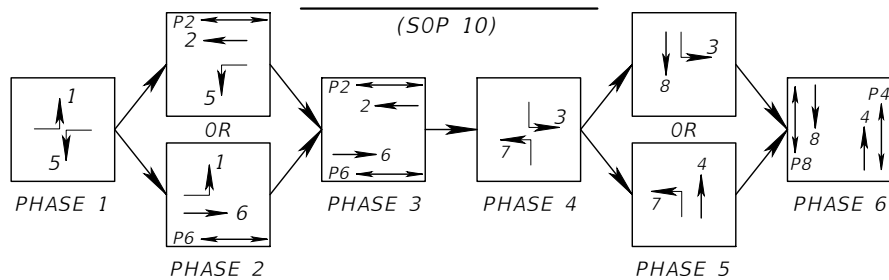 (SOP 10)
1
5
PHASE 1
P2
2
5
OR
1
6
P6
PHASE 2
P2
2
6
P6
PHASE 3
3
7
PHASE 4
8
3
OR
4
7
PHASE 5
8
P8
P4
4
PHASE 6